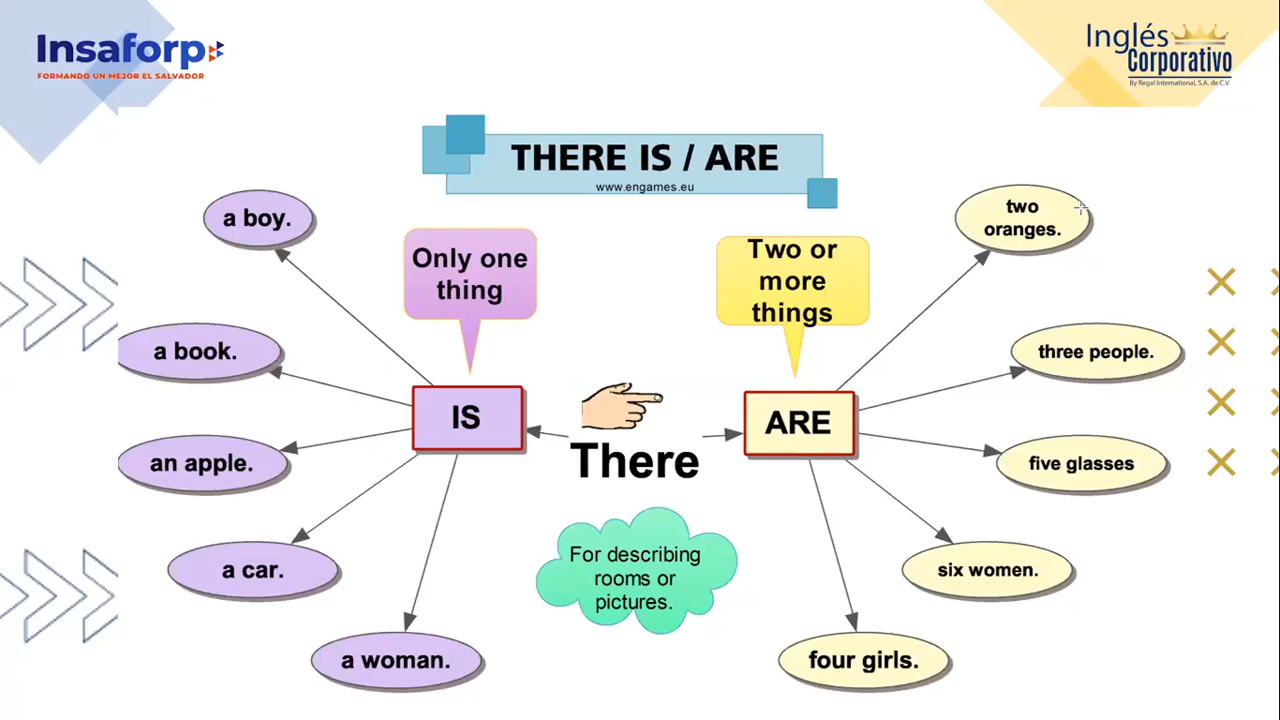 Insaforp
FORMANDO UN MEJOR EL SALVADOR
Inglés
Corporativo
By Regal International, S.A. de C.V.
THERE IS / ARE
www.engames.eu
a boy.
Only one
thing
Two or
more
things
two
oranges.
a book.
three people.
IS
ARE
There
an apple.
five glasses
For describing
rooms or
pictures.
a car.
six women.
a woman.
four girls.